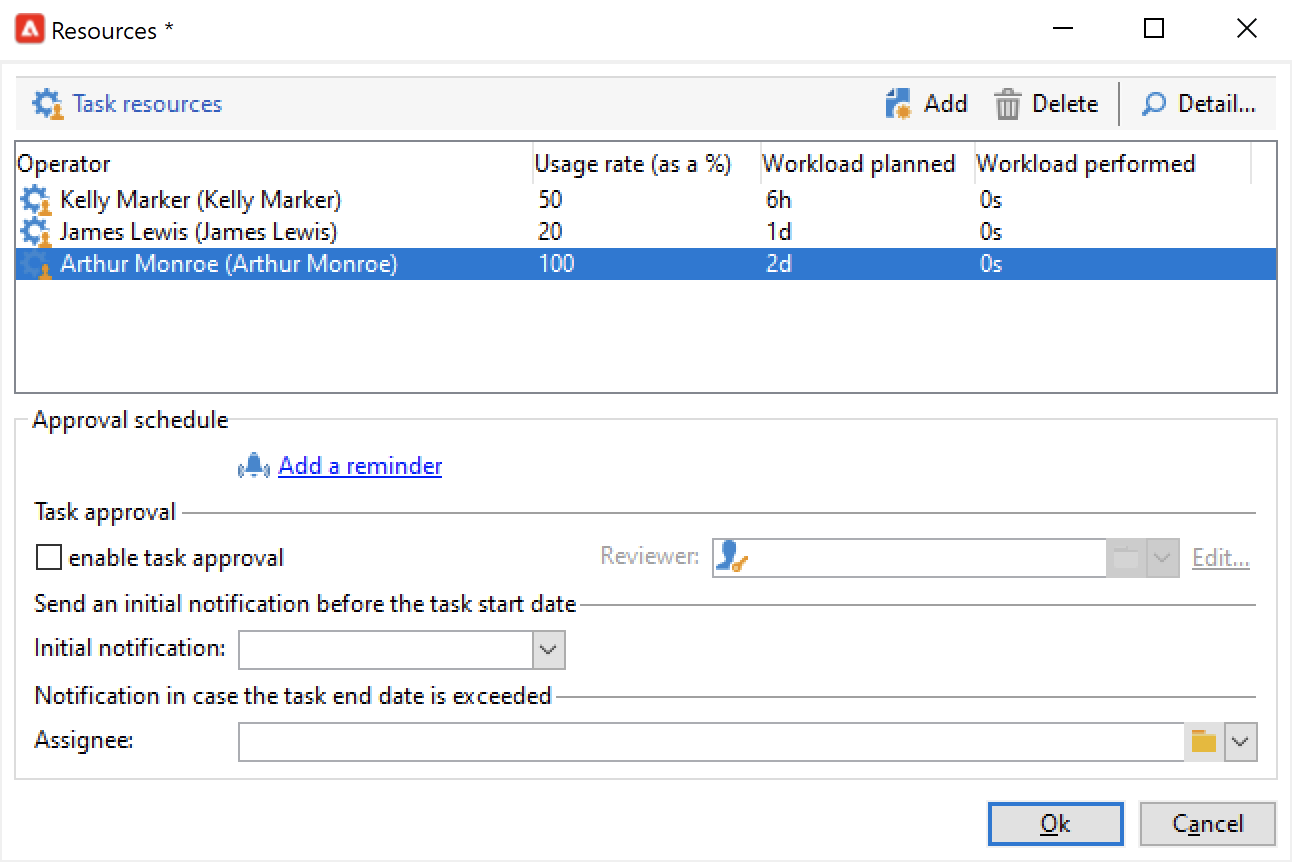 Resources *
Task resources Add Delete Detail...
Operator Usage rate (as a %) Workload planned Workload performed
Kelly Marker (Kelly Marker) 50 6h 0s
James Lewis (James Lewis) 20 1d 0s
Arthur Monroe (Arthur Monroe) 100 2d 0s
Approval schedule
Add a reminder
Task approval
enable task approval Reviewer: Edit...
Send an initial notification before the task start date
Initial notification:
Notification in case the task end date is exceeded
Assignee:
Ok Cancel